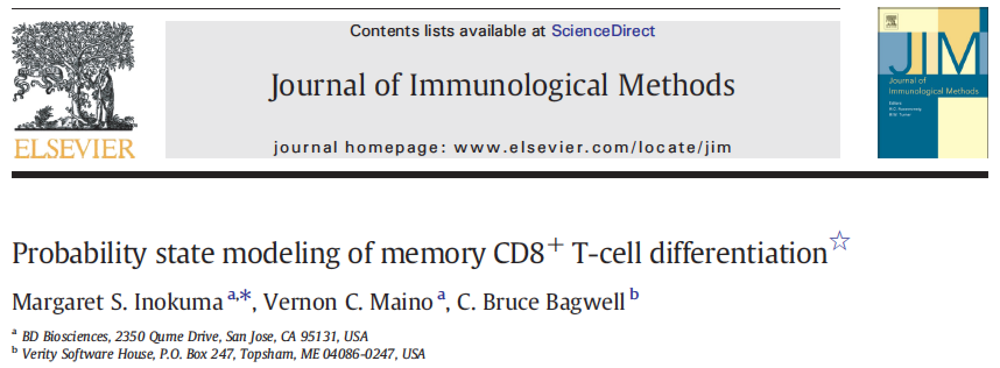 Contents lists available at ScienceDirect
Journal of Immunological Methods
journal homepage: www.elsevier.com/locate/jim
ELSEVIER
JIM
Journal of
Immunological Methods
Editors
Probability state modeling of memory CD8+ T-cell differentiation☆
Margaret S. Inokuma a,*, Vernon C. Maino a, C. Bruce Bagwell b
a BD Biosciences, 2350 Qume Drive, San Jose, CA 95131, USA
b Verity Software House, P.O. Box 247, Topsham, ME 04086-0247, USA